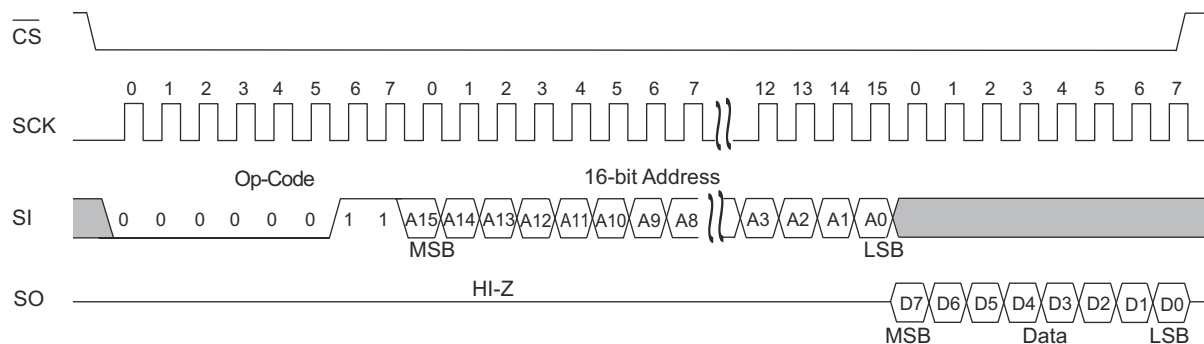 CS
0 1 2 3 4 5 6 7 0 1 2 3 4 5 6 7 12 13 14 15 0 1 2 3 4 5 6 7
SCK
Op-Code 16-bit Address
SI 0 0 0 0 0 0 1 1 A15 A14 A13 A12 A11 A10 A9 A8 A3 A2 A1 A0
MSB LSB
HI-Z
SO D7 D6 D5 D4 D3 D2 D1 D0
MSB Data LSB